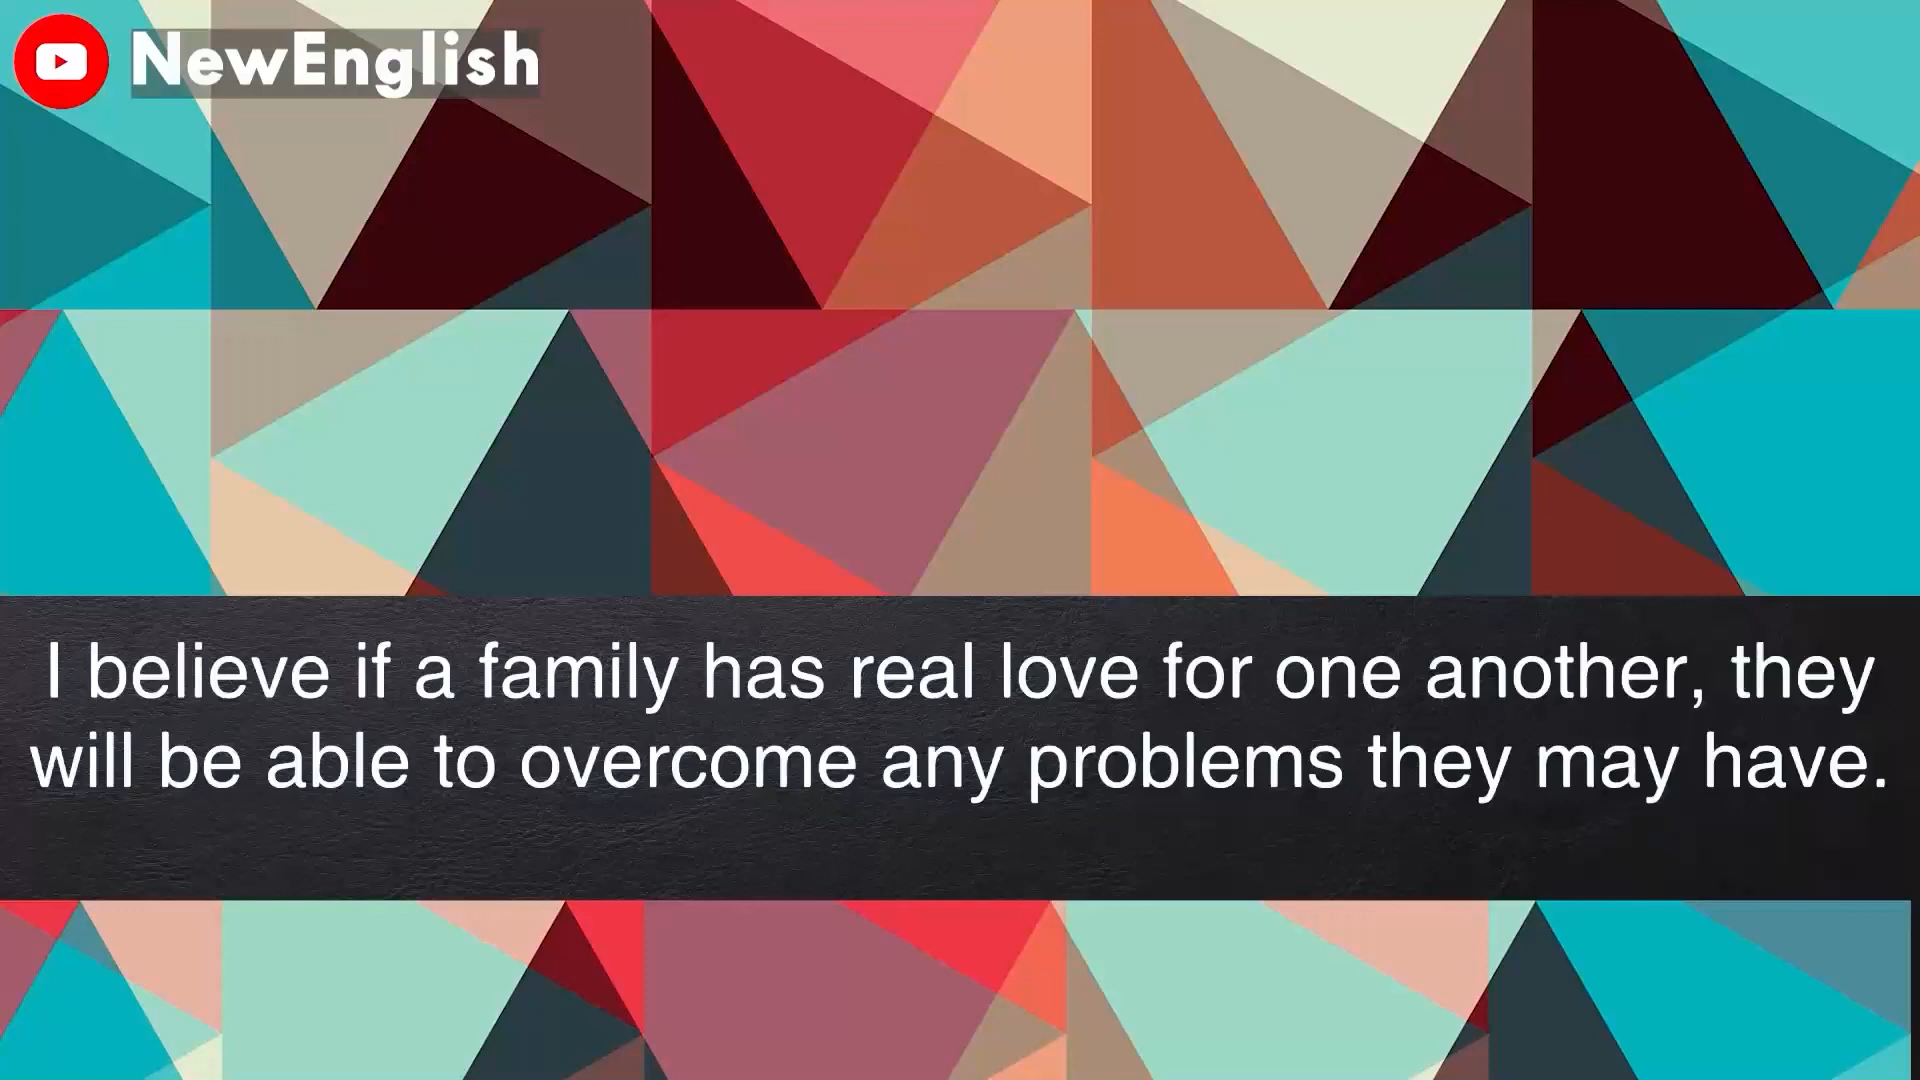 NewEnglish
I believe if a family has real love for one another, they
will be able to overcome any problems they may have.